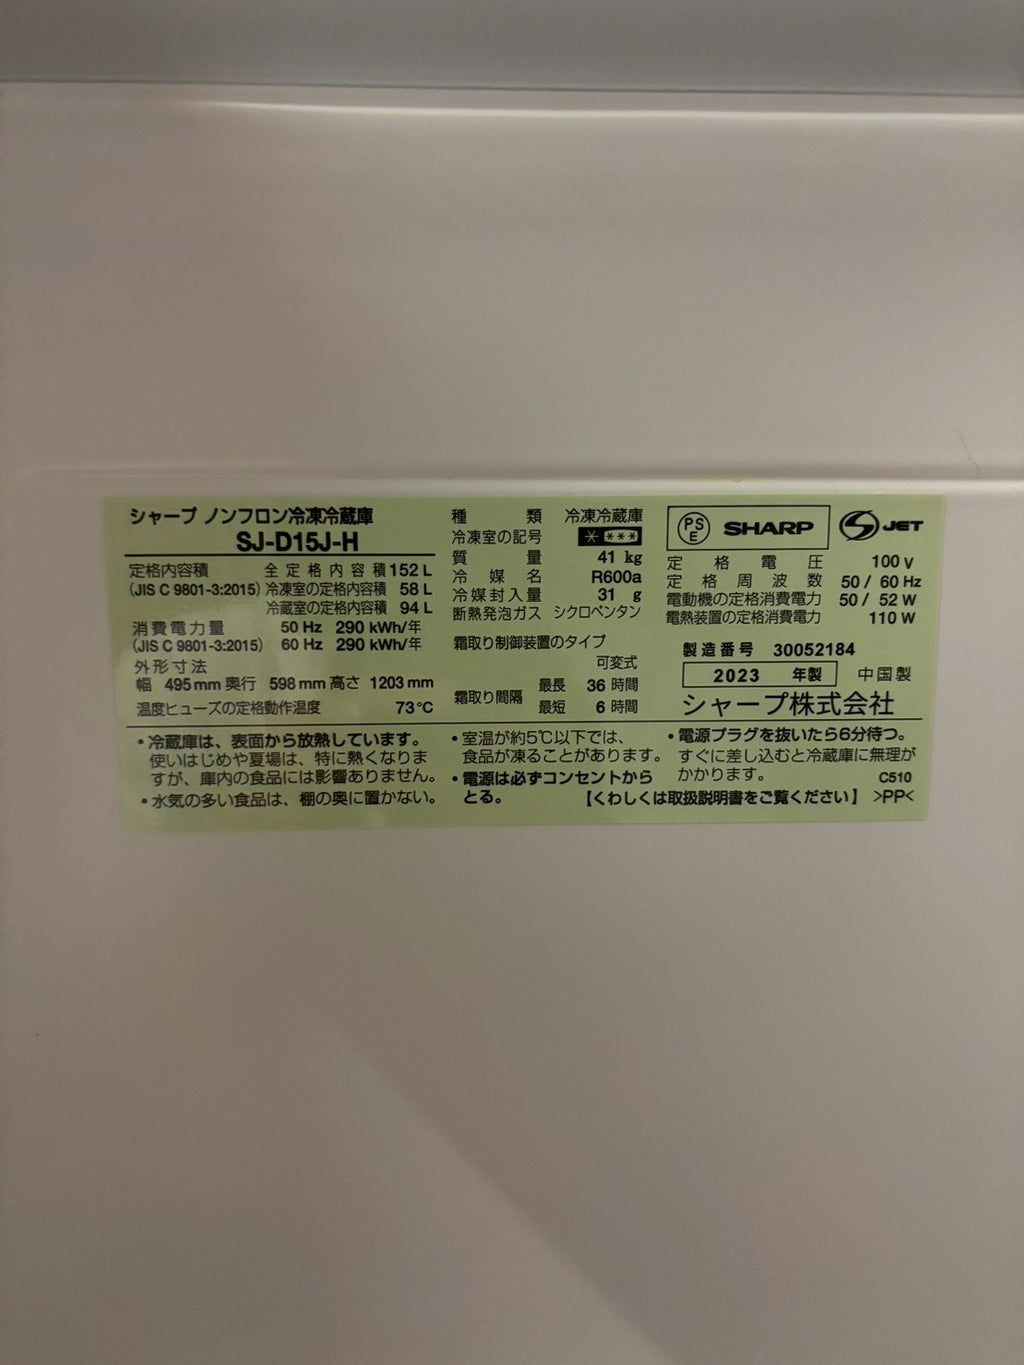 シャープ ノンフロン冷凍冷蔵庫
SJ-D15J-H
定格内容積 全定格内容積 152 L
(JIS C 9801-3:2015) 冷凍室の定格内容積 58 L
冷蔵室の定格内容積 94 L
消費電力量 50 Hz 290 kWh/年
(JIS C 9801-3:2015) 60 Hz 290 kWh/年
外形寸法
幅 495 mm 奥行 598 mm 高さ 1203 mm
温度ヒューズの定格動作温度 73℃
種類 冷凍冷蔵庫
冷凍室の記号 * ***
質量 41 kg
冷媒名 R600a
冷媒封入量 31 g
断熱発泡ガス シクロペンタン
霜取り制御装置のタイプ
可変式
霜取り間隔 最長 36 時間
最短 6 時間
PS
E
SHARP
JET
定格電圧 100 V
定格周波数 50 / 60 Hz
電動機の定格消費電力 50 / 52 W
電熱装置の定格消費電力 110 W
製造番号 30052184
2023 年製 中国製
シャープ株式会社
・冷蔵庫は、表面から放熱しています。
使いはじめや夏場は、特に熱くなりま
すが、庫内の食品には影響ありません。
・水気の多い食品は、棚の奥に置かない。
・室温が約5℃以下では、
食品が凍ることがあります。
・電源は必ずコンセントから
とる。
・電源プラグを抜いたら6分待つ。
すぐに差し込むと冷蔵庫に無理が
かかります。 C510
【くわしくは取扱説明書をご覧ください】 >PP<